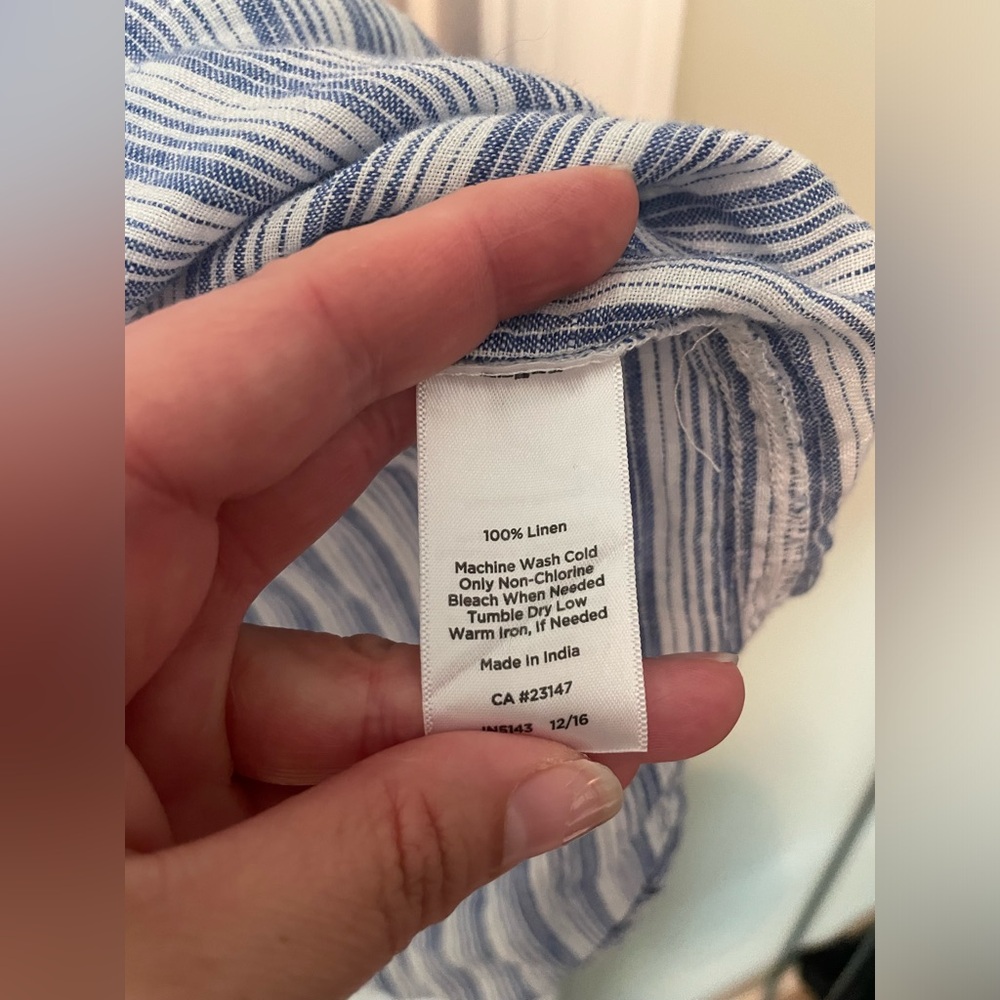 100% Linen
Machine Wash Cold
Only Non-Chlorine
Bleach When Needed
Tumble Dry Low
Warm Iron, If Needed
Made in India
CA #23147
12/16